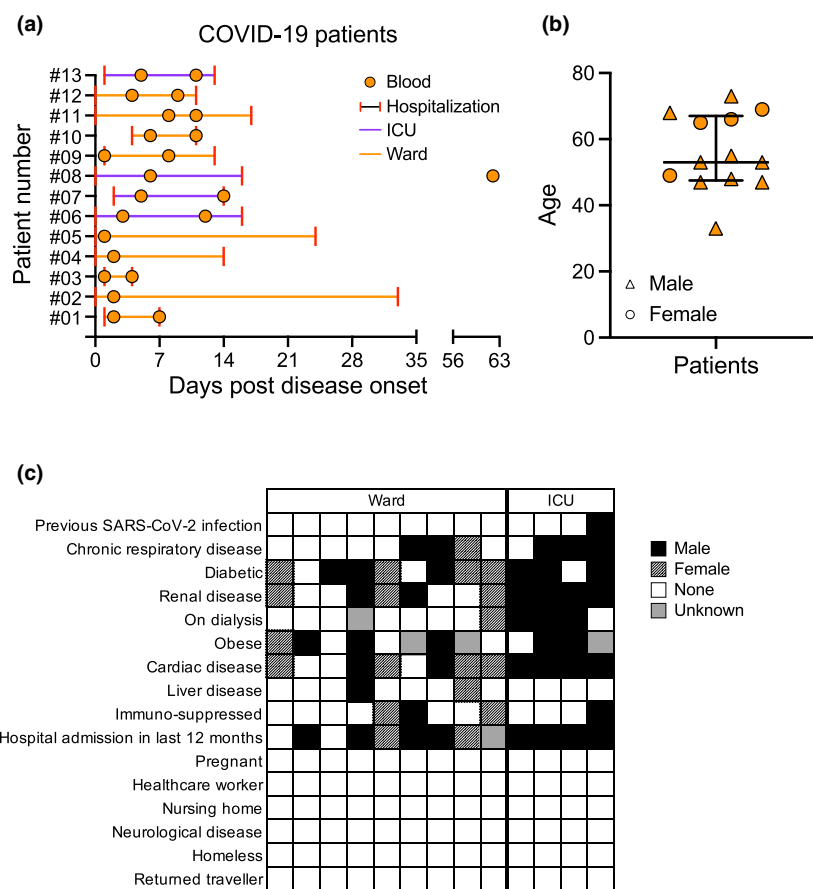 (a)
COVID-19 patients
Patient number
#13
#12
#11
#10
#09
#08
#07
#06
#05
#04
#03
#02
#01
Blood
Hospitalization
ICU
Ward
0 7 14 21 28 35 56 63
Days post disease onset
(b)
Age
80
60
40
20
0
Male
Female
Patients
(c)
Ward ICU
Previous SARS-CoV-2 infection
Chronic respiratory disease
Diabetic
Renal disease
On dialysis
Obese
Cardiac disease
Liver disease
Immuno-suppressed
Hospital admission in last 12 months
Pregnant
Healthcare worker
Nursing home
Neurological disease
Homeless
Returned traveller
Male
Female
None
Unknown